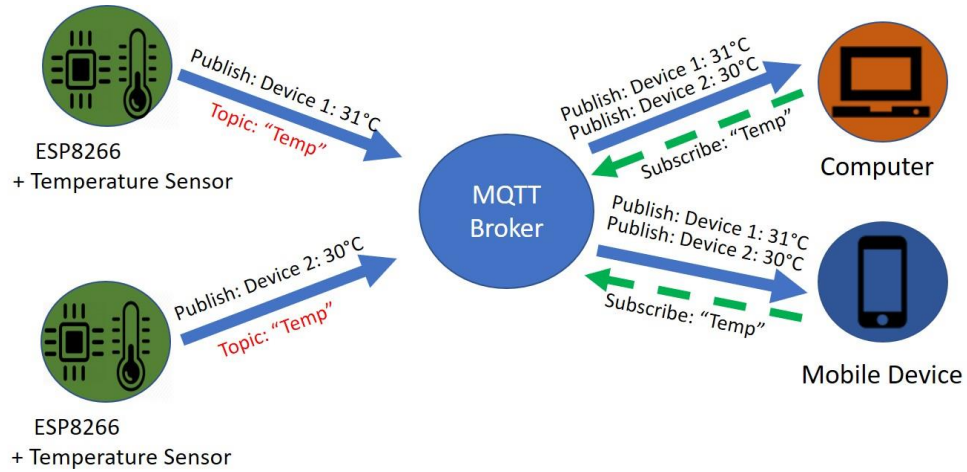 Publish: Device 1: 31°C
Topic: “Temp”
ESP8266
+ Temperature Sensor
Publish: Device 2: 30°C
Topic: “Temp”
ESP8266
+ Temperature Sensor
MQTT
Broker
Publish: Device 1: 31°C
Publish: Device 2: 30°C
Subscribe: “Temp”
Computer
Publish: Device 1: 31°C
Publish: Device 2: 30°C
Subscribe: “Temp”
Mobile Device